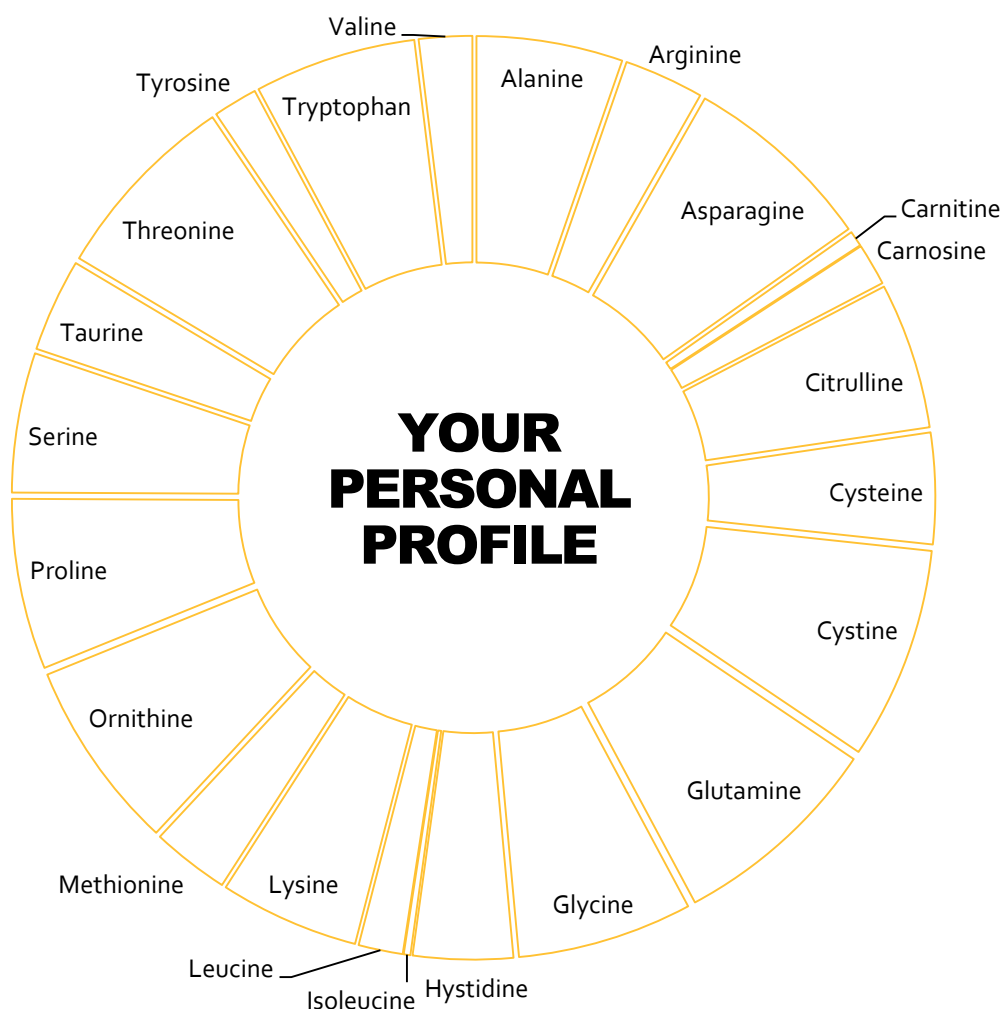 Valine
Alanine
Arginine
Asparagine
Carnitine
Carnosine
Citrulline
Cysteine
Cystine
Glutamine
Glycine
Hystidine
Isoleucine
Leucine
Lysine
Methionine
Ornithine
Proline
Serine
Taurine
Threonine
Tyrosine
Tryptophan
YOUR
PERSONAL
PROFILE